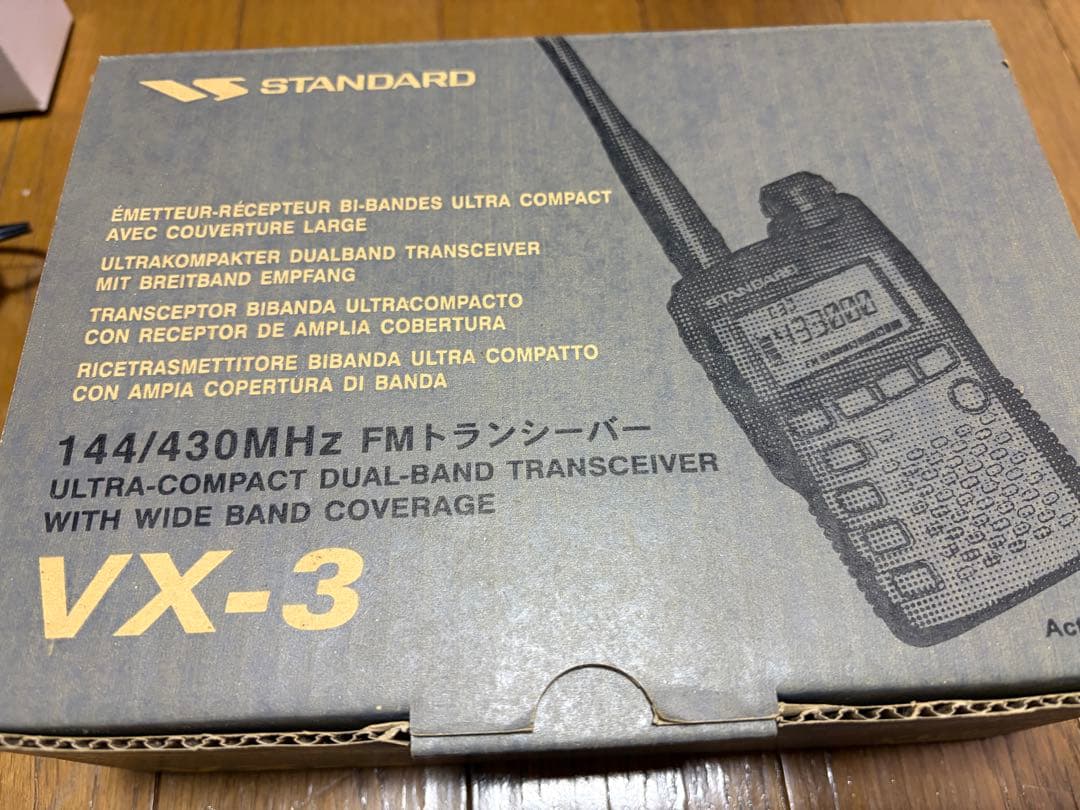 STANDARD
ÉMETTEUR-RÉCEPTEUR BI-BANDES ULTRA COMPACT
AVEC COUVERTURE LARGE
ULTRAKOMPAKTER DUALBAND TRANSCEIVER
MIT BREITBAND EMPFANG
TRANSCEPTOR BIBANDA ULTRACOMPACTO
CON RECEPTOR DE AMPLIA COBERTURA
RICETRASMETTITORE BIBANDA ULTRA COMPATTO
CON AMPIA COPERTURA DI BANDA
144/430MHz FMトランシーバー
ULTRA-COMPACT DUAL-BAND TRANSCEIVER
WITH WIDE BAND COVERAGE
VX-3
STANDARD
433.000